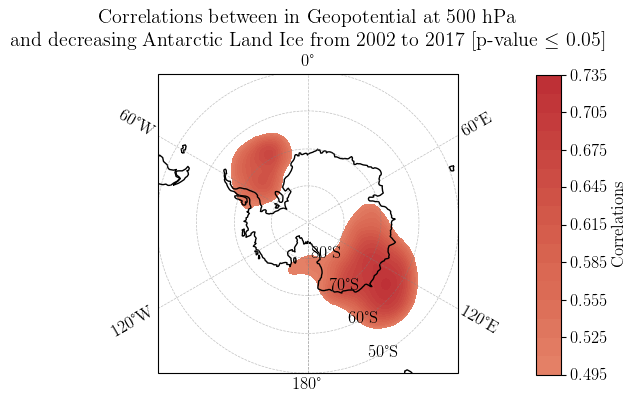 Correlations between in Geopotential at 500 hPa
and decreasing Antarctic Land Ice from 2002 to 2017 [p-value ≤ 0.05]
0°
60°W
60°E
120°W
120°E
180°
80°S
70°S
60°S
50°S
0.735
0.705
0.675
0.645
0.615
0.585
0.555
0.525
0.495
Correlations